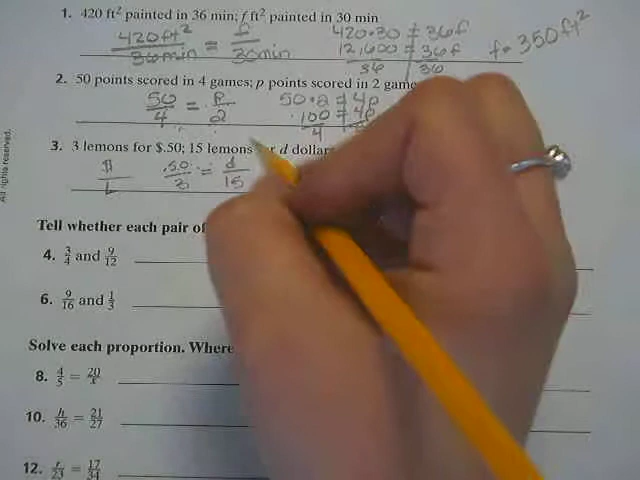 1. 420 ft² painted in 36 min; f ft² painted in 30 min
420ft² / 36min = f / 30min 420·30 = 36f
12,600 = 36f
36 36
f = 350ft²
2. 50 points scored in 4 games; p points scored in 2 game
50/4 = p/2 50·2 = 4p
100 = 4p
4
3. 3 lemons for $.50; 15 lemons r d dollar
$/L .50/3 = d/15
Tell whether each pair of
4. 3/4 and 9/12
6. 9/16 and 1/3
Solve each proportion. Where
8. 4/5 = 20/x
10. h/36 = 21/27
12. r/23 = 17/34
All rights reserved.